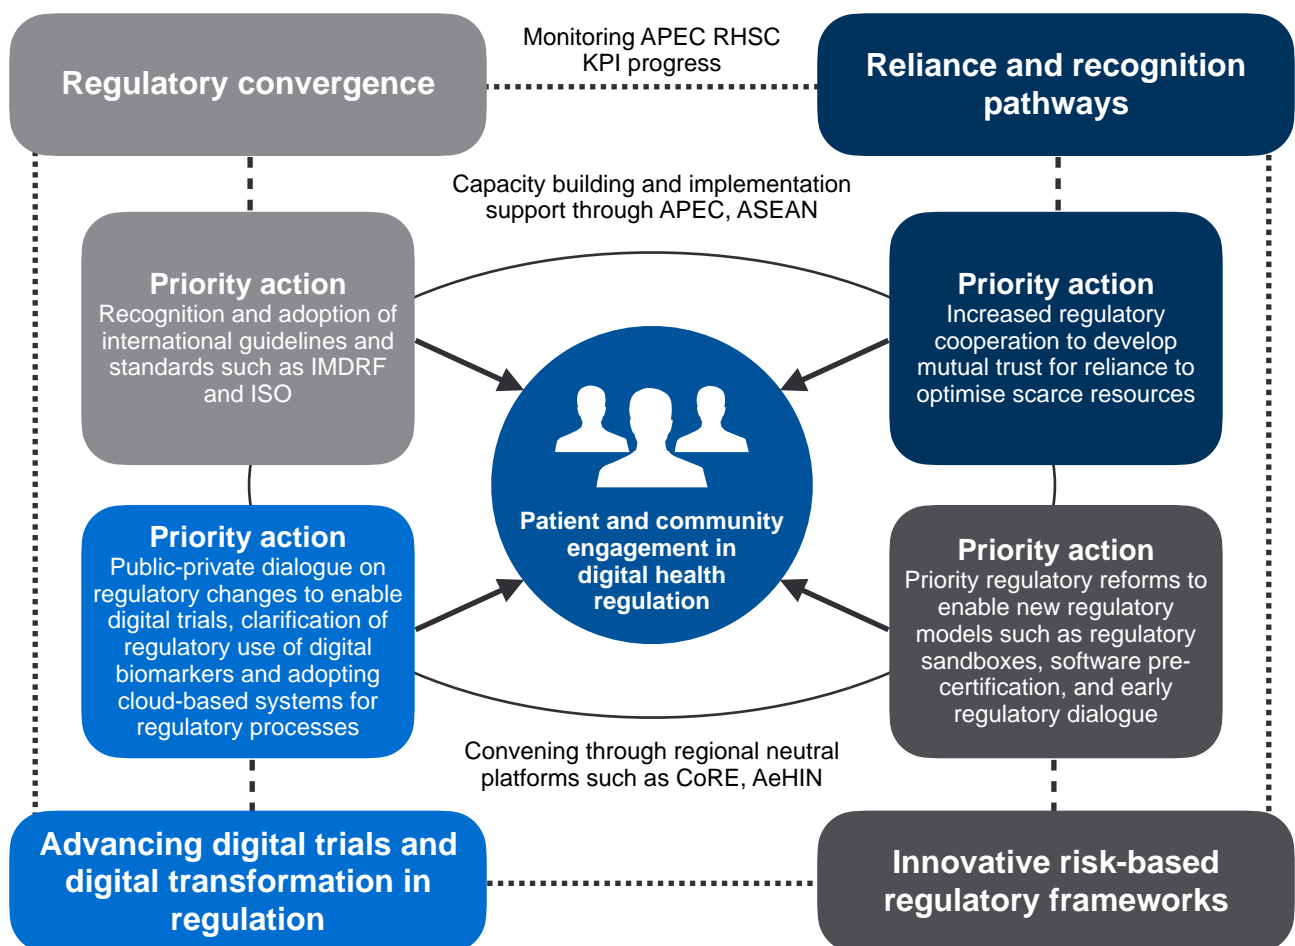 Monitoring APEC RHSC
KPI progress
Regulatory convergence
Reliance and recognition
pathways
Capacity building and implementation
support through APEC, ASEAN
Priority action
Recognition and adoption of
international guidelines and
standards such as IMDRF
and ISO
Priority action
Increased regulatory
cooperation to develop
mutual trust for reliance to
optimise scarce resources
Patient and community
engagement in
digital health
regulation
Priority action
Public-private dialogue on
regulatory changes to enable
digital trials, clarification of
regulatory use of digital
biomarkers and adopting
cloud-based systems for
regulatory processes
Priority action
Priority regulatory reforms to
enable new regulatory
models such as regulatory
sandboxes, software pre-
certification, and early
regulatory dialogue
Convening through regional neutral
platforms such as CoRE, AeHIN
Advancing digital trials and
digital transformation in
regulation
Innovative risk-based
regulatory frameworks